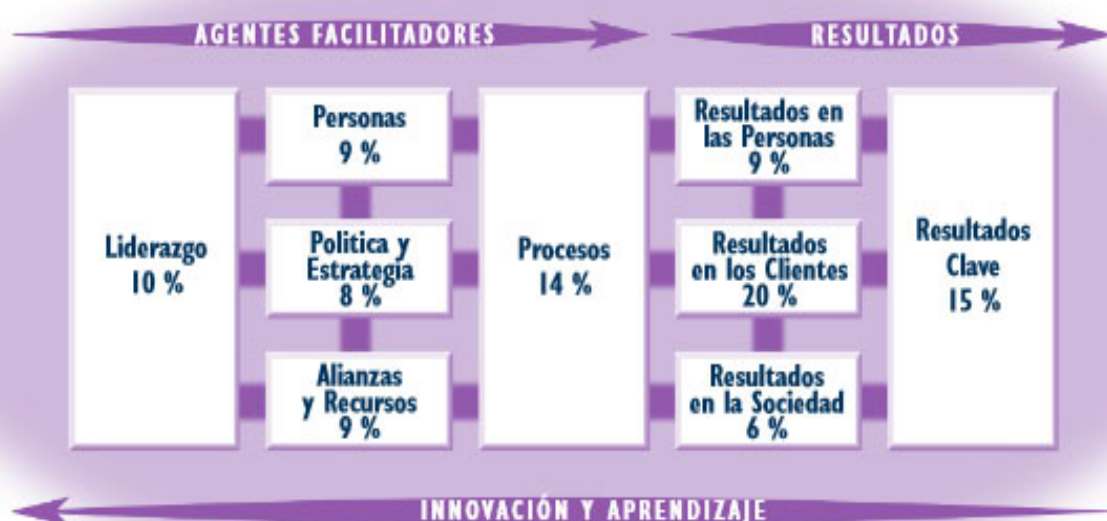 AGENTES FACILITADORES
RESULTADOS
Liderazgo
10 %
Personas
9 %
Politica y
Estrategia
8 %
Alianzas
y Recursos
9 %
Procesos
14 %
Resultados en
las Personas
9 %
Resultados
en los Clientes
20 %
Resultados
en la Sociedad
6 %
Resultados
Clave
15 %
INNOVACIÓN Y APRENDIZAJE